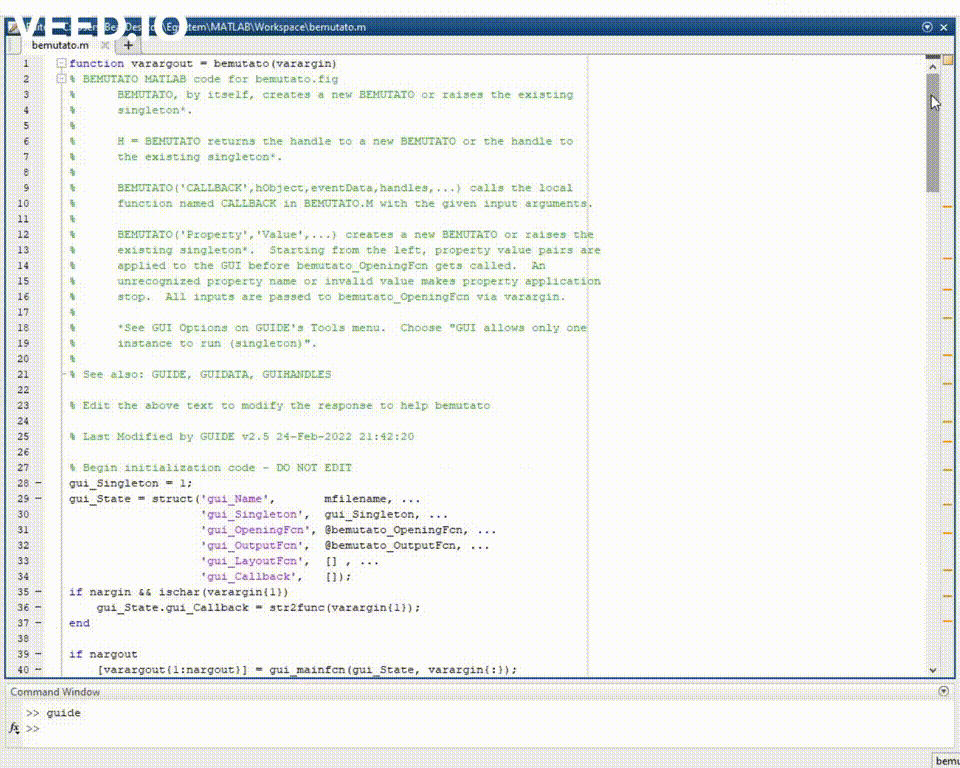 VEED.IO
\MATLAB\Workspace\bemutato.m
bemutato.m × +
1 function varargout = bemutato(varargin)
2 % BEMUTATO MATLAB code for bemutato.fig
3 %      BEMUTATO, by itself, creates a new BEMUTATO or raises the existing
4 %      singleton*.
5 %
6 %      H = BEMUTATO returns the handle to a new BEMUTATO or the handle to
7 %      the existing singleton*.
8 %
9 %      BEMUTATO('CALLBACK',hObject,eventData,handles,...) calls the local
10 %      function named CALLBACK in BEMUTATO.M with the given input arguments.
11 %
12 %      BEMUTATO('Property','Value',...) creates a new BEMUTATO or raises the
13 %      existing singleton*.  Starting from the left, property value pairs are
14 %      applied to the GUI before bemutato_OpeningFcn gets called.  An
15 %      unrecognized property name or invalid value makes property application
16 %      stop.  All inputs are passed to bemutato_OpeningFcn via varargin.
17 %
18 %      *See GUI Options on GUIDE's Tools menu.  Choose "GUI allows only one
19 %      instance to run (singleton)".
20 %
21 % See also: GUIDE, GUIDATA, GUIHANDLES
22
23 % Edit the above text to modify the response to help bemutato
24
25 % Last Modified by GUIDE v2.5 24-Feb-2022 21:42:20
26
27 % Begin initialization code - DO NOT EDIT
28 – gui_Singleton = 1;
29 – gui_State = struct('gui_Name',       mfilename, ...
30                    'gui_Singleton',  gui_Singleton, ...
31                    'gui_OpeningFcn', @bemutato_OpeningFcn, ...
32                    'gui_OutputFcn',  @bemutato_OutputFcn, ...
33                    'gui_LayoutFcn',  [] , ...
34                    'gui_Callback',   []);
35 – if nargin && ischar(varargin{1})
36 –     gui_State.gui_Callback = str2func(varargin{1});
37 – end
38
39 – if nargout
40 –     [varargout{1:nargout}] = gui_mainfcn(gui_State, varargin{:});
Command Window
>> guide
fx >>
bemu